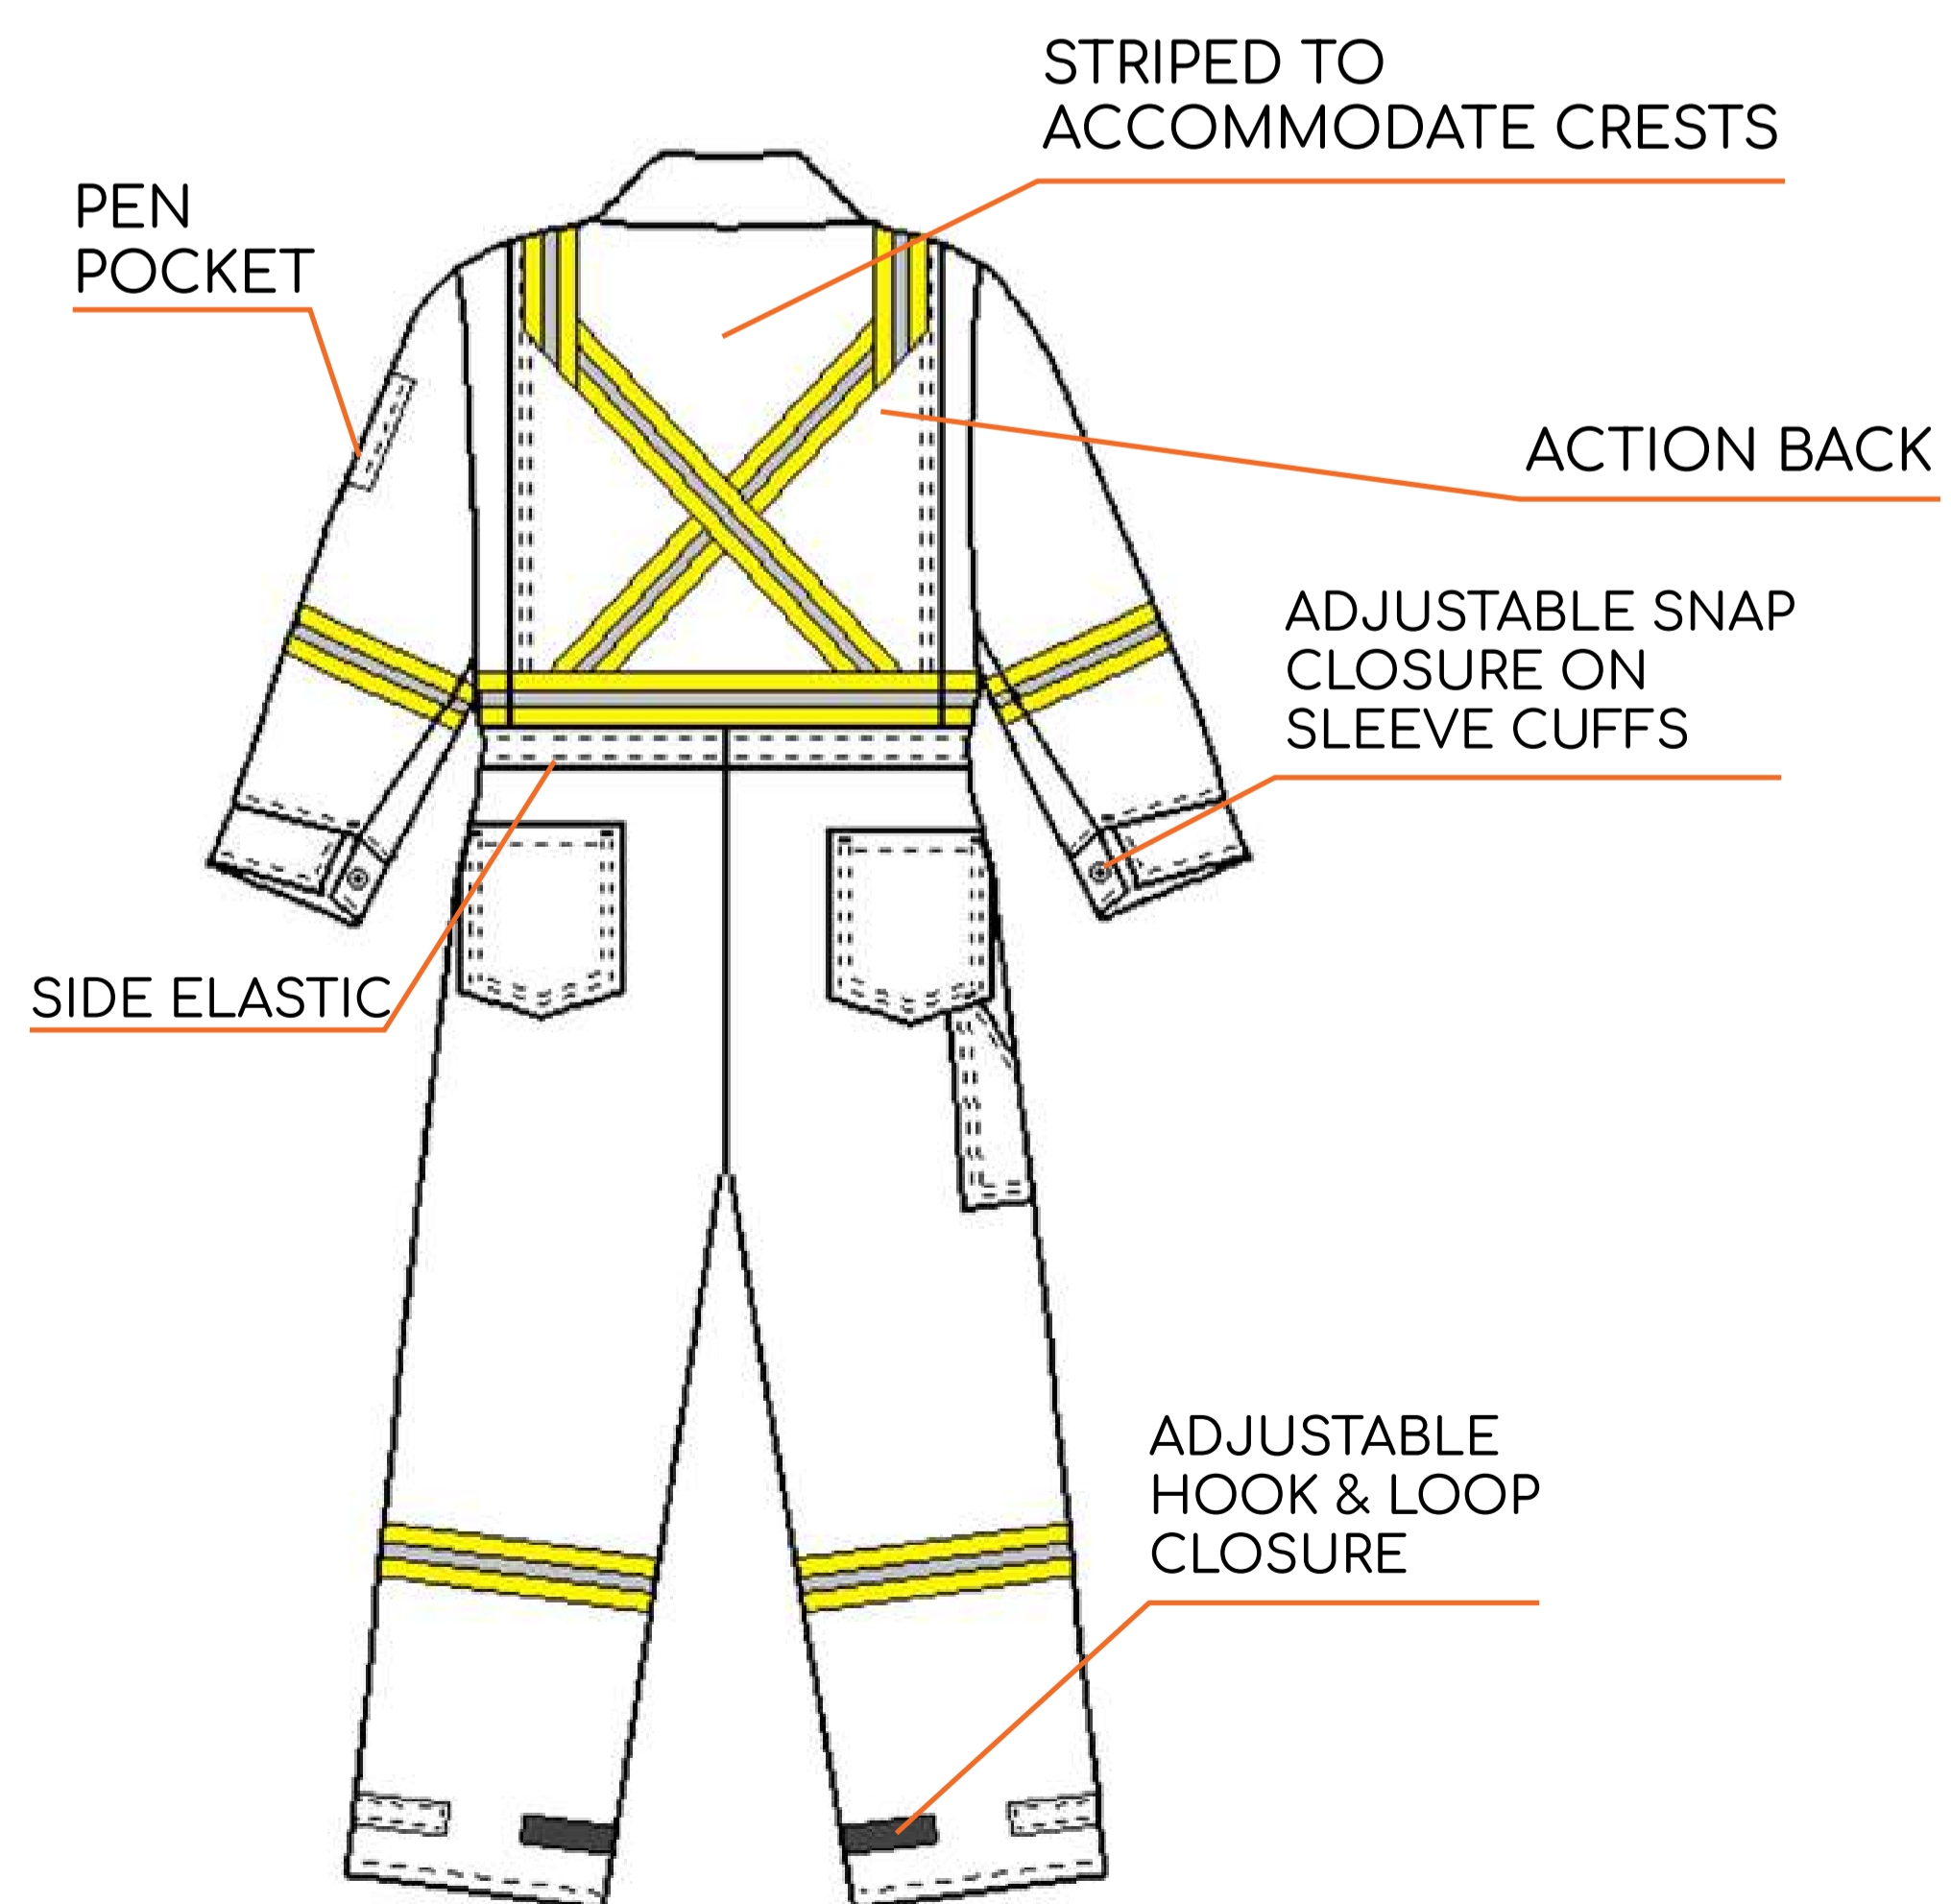 STRIPED TO
ACCOMMODATE CRESTS
PEN
POCKET
ACTION BACK
ADJUSTABLE SNAP
CLOSURE ON
SLEEVE CUFFS
SIDE ELASTIC
ADJUSTABLE
HOOK & LOOP
CLOSURE